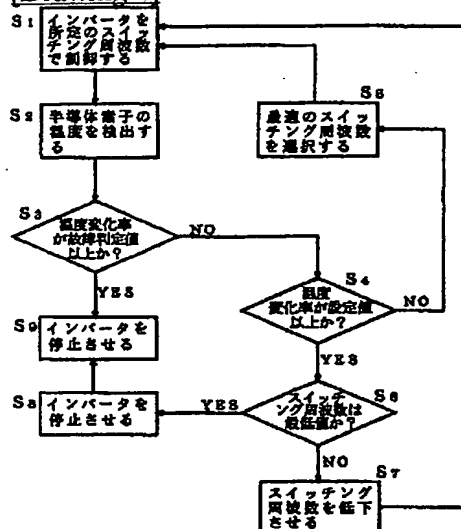 S1
インバータを
所定のスイッ
チング周波数
で制御する
S2
半導体素子の
温度を検出す
る
S3
温度変化率
が故障判定値
以上か?
NO
YES
S9
インバータを
停止させる
S8
インバータを
停止させる
YES
S6
最適のスイッ
チング周波数
を選択する
S4
温度
変化率が設定値
以上か?
NO
YES
S6
スイッチ
ング周波数は
最低値か?
NO
S7
スイッチング
周波数を低下
させる